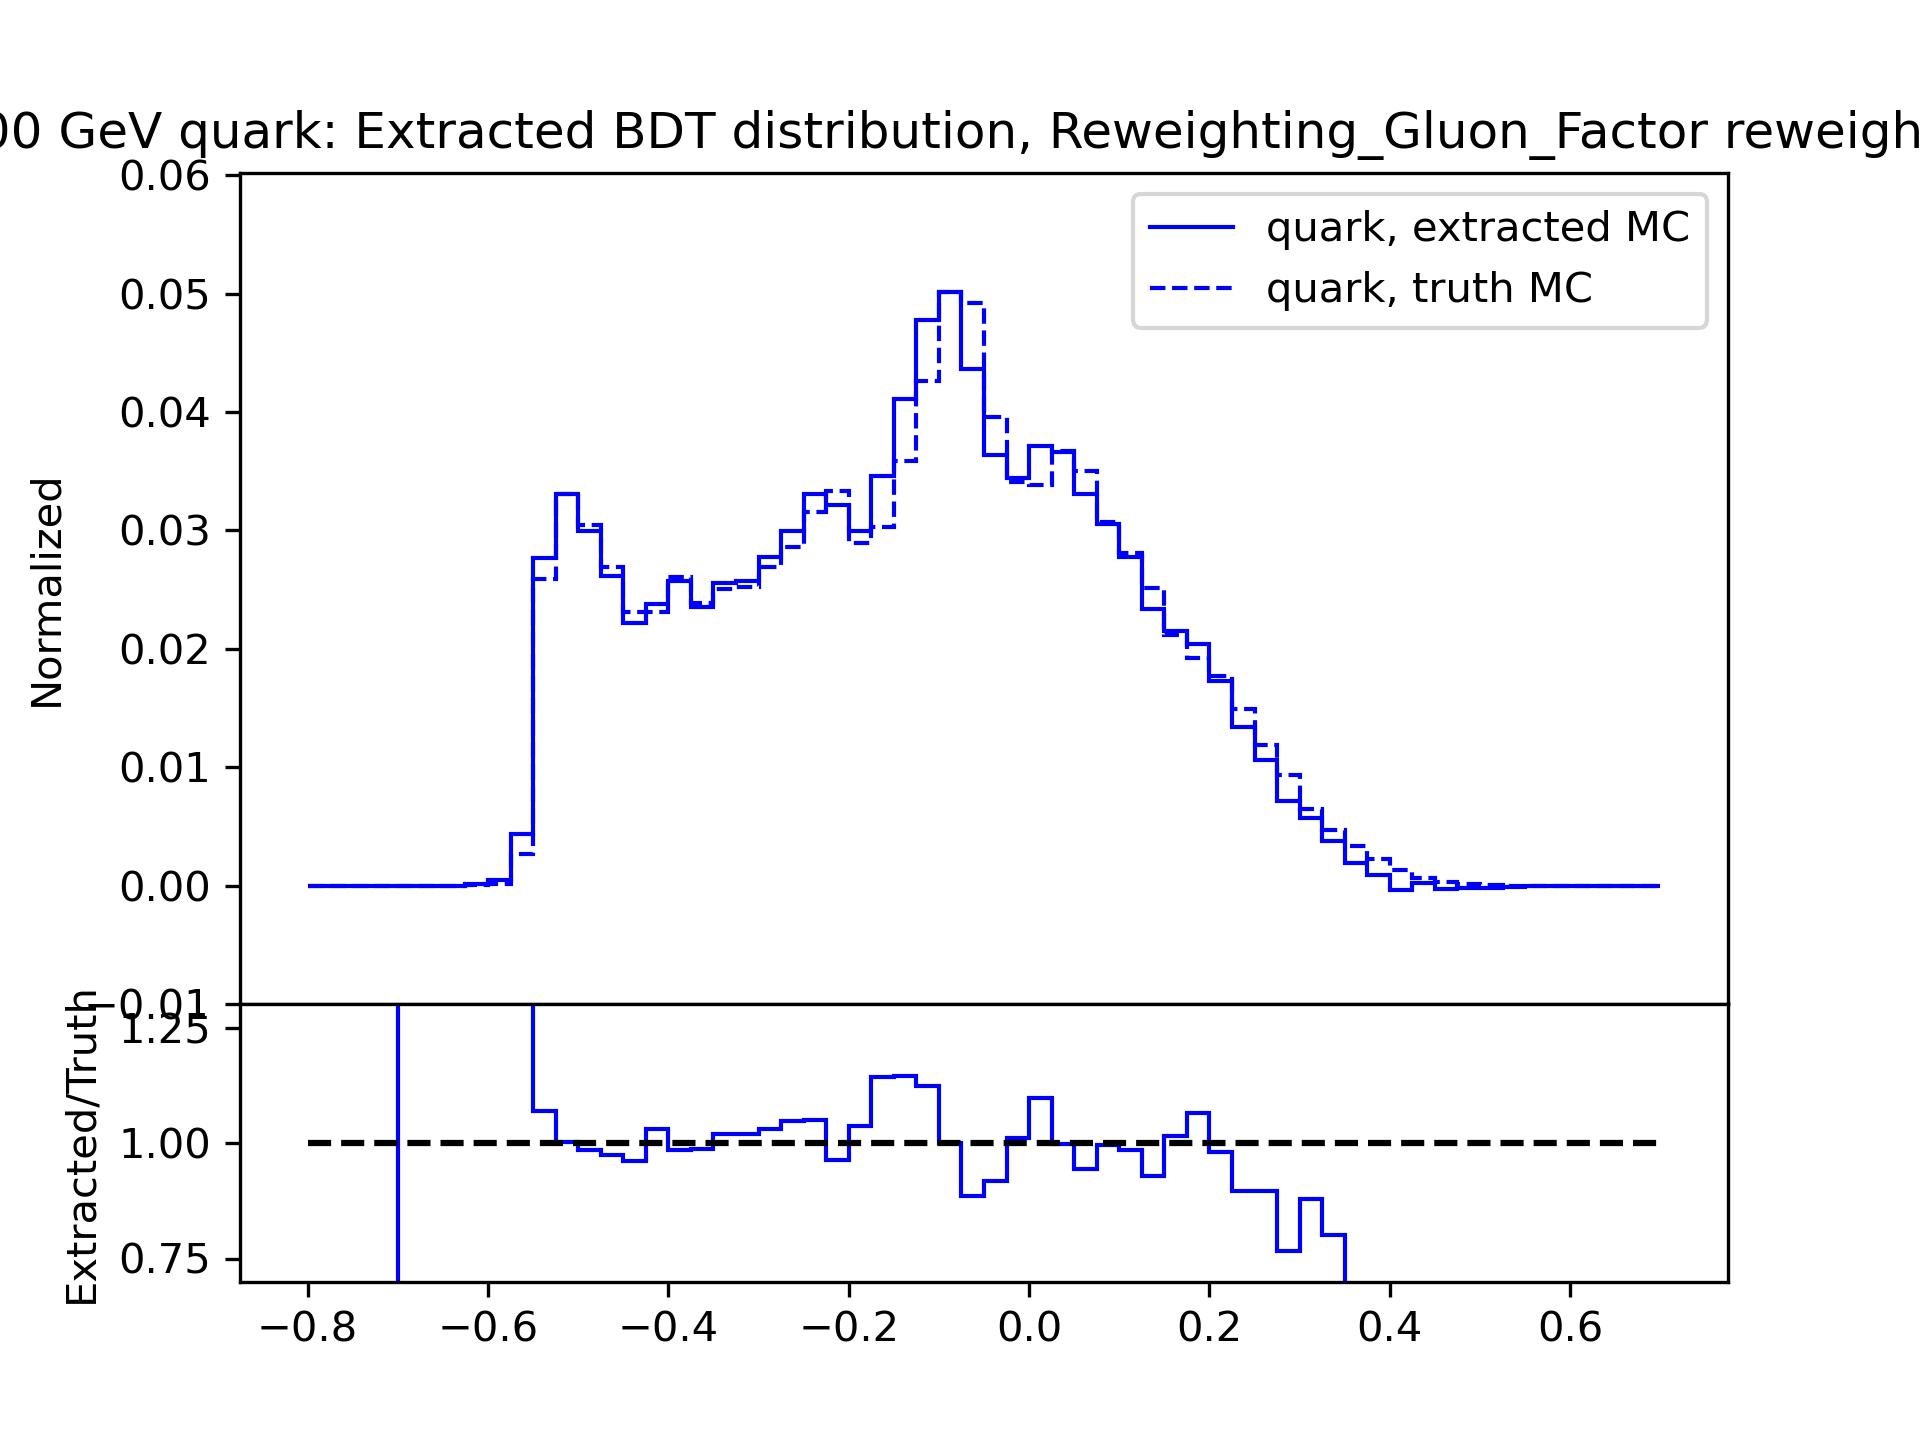 00 GeV quark: Extracted BDT distribution, Reweighting_Gluon_Factor reweigh
quark, extracted MC
quark, truth MC
Normalized
0.06
0.05
0.04
0.03
0.02
0.01
0.00
−0.01
Extracted/Truth
1.25
1.00
0.75
−0.8 −0.6 −0.4 −0.2 0.0 0.2 0.4 0.6